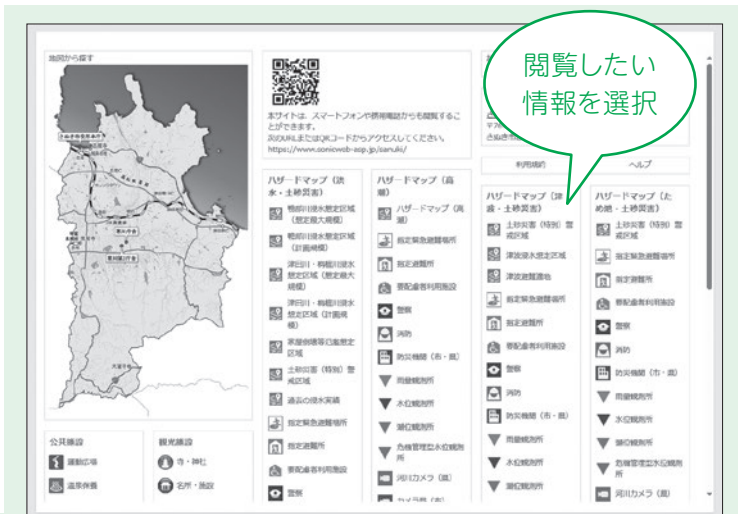 閲覧したい
情報を選択
地図から探す
公共施設
運動広場
温泉保養
観光施設
寺・神社
名所・施設
本サイトは、スマートフォンや携帯電話からも閲覧するこ
とができます。
次のURLまたはQRコードからアクセスしてください。
https://www.sonicweb-asp.jp/sanuki/
利用規約
ヘルプ
ハザードマップ（洪
水・土砂災害）
鴨部川浸水想定区域
（想定最大規模）
鴨部川浸水想定区域
（計画規模）
津田川・栴檀川浸水
想定区域（想定最大
規模）
津田川・栴檀川浸水
想定区域（計画規
模）
家屋倒壊等氾濫想定
区域
土砂災害（特別）警
戒区域
過去の浸水実績
指定緊急避難場所
指定避難所
要配慮者利用施設
警察
ハザードマップ（高
潮）
ハザードマップ（高
潮）
指定緊急避難場所
指定避難所
要配慮者利用施設
警察
消防
防災機関（市・県）
雨量観測所
水位観測所
潮位観測所
危機管理型水位観測
所
河川カメラ（県）
カメラ（市）
ハザードマップ（津
波・土砂災害）
土砂災害（特別）警
戒区域
津波浸水想定区域
津波避難適地
指定緊急避難場所
指定避難所
要配慮者利用施設
警察
消防
防災機関（市・県）
雨量観測所
水位観測所
潮位観測所
ハザードマップ（た
め池・土砂災害）
土砂災害（特別）警
戒区域
指定緊急避難場所
指定避難所
要配慮者利用施設
警察
消防
防災機関（市・県）
雨量観測所
水位観測所
潮位観測所
危機管理型水位観測
所
河川カメラ（県）